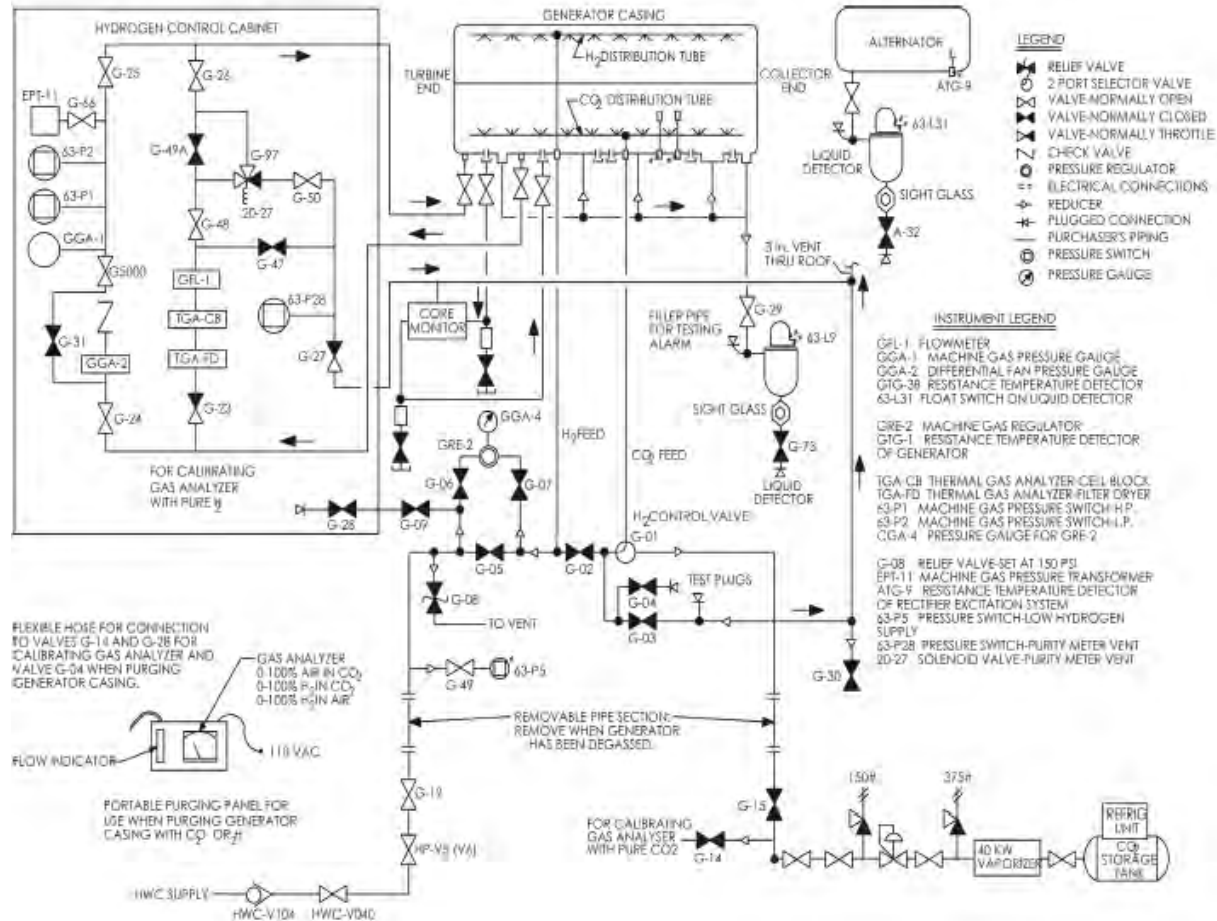 HYDROGEN CONTROL CABINET
G-25
G-26
EPT-11
G-66
G-49A
G-97
63-P2
20-27
G-50
63-P1
G-48
GGA-1
G-47
G5000
GFL-1
63-P28
TGA-CB
G-31
G-27
GGA-2
TGA-FD
G-24
G-23
FOR CALIBRATING
GAS ANALYZER
WITH PURE H2
GENERATOR CASING
H2 DISTRIBUTION TUBE
TURBINE
END
COLLECTOR
END
CO2 DISTRIBUTION TUBE
CORE
MONITOR
GGA-4
GRE-2
G-06
G-07
G-28
G-09
H2 FEED
CO2 FEED
H2 CONTROL VALVE
G-01
G-05
G-02
G-08
TO VENT
G-04
TEST PLUGS
G-03
G-49
63-P5
ALTERNATOR
ATG-9
63-L31
LIQUID
DETECTOR
SIGHT GLASS
A-32
3 in. VENT
THRU ROOF
G-29
FILLER PIPE
FOR TESTING
ALARM
63-L9
SIGHT GLASS
G-73
LIQUID
DETECTOR
G-30
LEGEND
RELIEF VALVE
2 PORT SELECTOR VALVE
VALVE-NORMALLY OPEN
VALVE-NORMALLY CLOSED
VALVE-NORMALLY THROTTLE
CHECK VALVE
PRESSURE REGULATOR
ELECTRICAL CONNECTIONS
REDUCER
PLUGGED CONNECTION
PURCHASER'S PIPING
PRESSURE SWITCH
PRESSURE GAUGE
INSTRUMENT LEGEND
GFL-1 FLOWMETER
GGA-1 MACHINE GAS PRESSURE GAUGE
GGA-2 DIFFERENTIAL FAN PRESSURE GAUGE
GTG-38 RESISTANCE TEMPERATURE DETECTOR
63-L31 FLOAT SWITCH ON LIQUID DETECTOR
GRE-2 MACHINE GAS REGULATOR
GTG-1 RESISTANCE TEMPERATURE DETECTOR
OF GENERATOR
TGA-CB THERMAL GAS ANALYZER-CELL BLOCK
TGA-FD THERMAL GAS ANALYZER-FILTER DRYER
63-P1 MACHINE GAS PRESSURE SWITCH-H.P.
63-P2 MACHINE GAS PRESSURE SWITCH-L.P.
CGA-4 PRESSURE GAUGE FOR GRE-2
G-08 RELIEF VALVE-SET AT 150 PSI
EPT-11 MACHINE GAS PRESSURE TRANSFORMER
ATG-9 RESISTANCE TEMPERATURE DETECTOR
OF RECTIFIER EXCITATION SYSTEM
63-P5 PRESSURE SWITCH-LOW HYDROGEN
SUPPLY
63-P28 PRESSURE SWITCH-PURITY METER VENT
20-27 SOLENOID VALVE-PURITY METER VENT
FLEXIBLE HOSE FOR CONNECTION
TO VALVES G-14 AND G-28 FOR
CALIBRATING GAS ANALYZER AND
VALVE G-04 WHEN PURGING
GENERATOR CASING.
GAS ANALYZER
0-100% AIR IN CO2
0-100% H2 IN CO2
0-100% H2 IN AIR
FLOW INDICATOR
110 VAC
PORTABLE PURGING PANEL FOR
USE WHEN PURGING GENERATOR
CASING WITH CO2 OR 2H
REMOVABLE PIPE SECTION:
REMOVE WHEN GENERATOR
HAS BEEN DEGASSED.
G-19
HP-V5 (V6)
HWC SUPPLY
HWC-V104
HWC-V040
G-15
FOR CALIBRATING
GAS ANALYSER
WITH PURE CO2
G-14
150#
375#
40 KW
VAPORIZER
REFRIG
UNIT
CO2
STORAGE
TANK